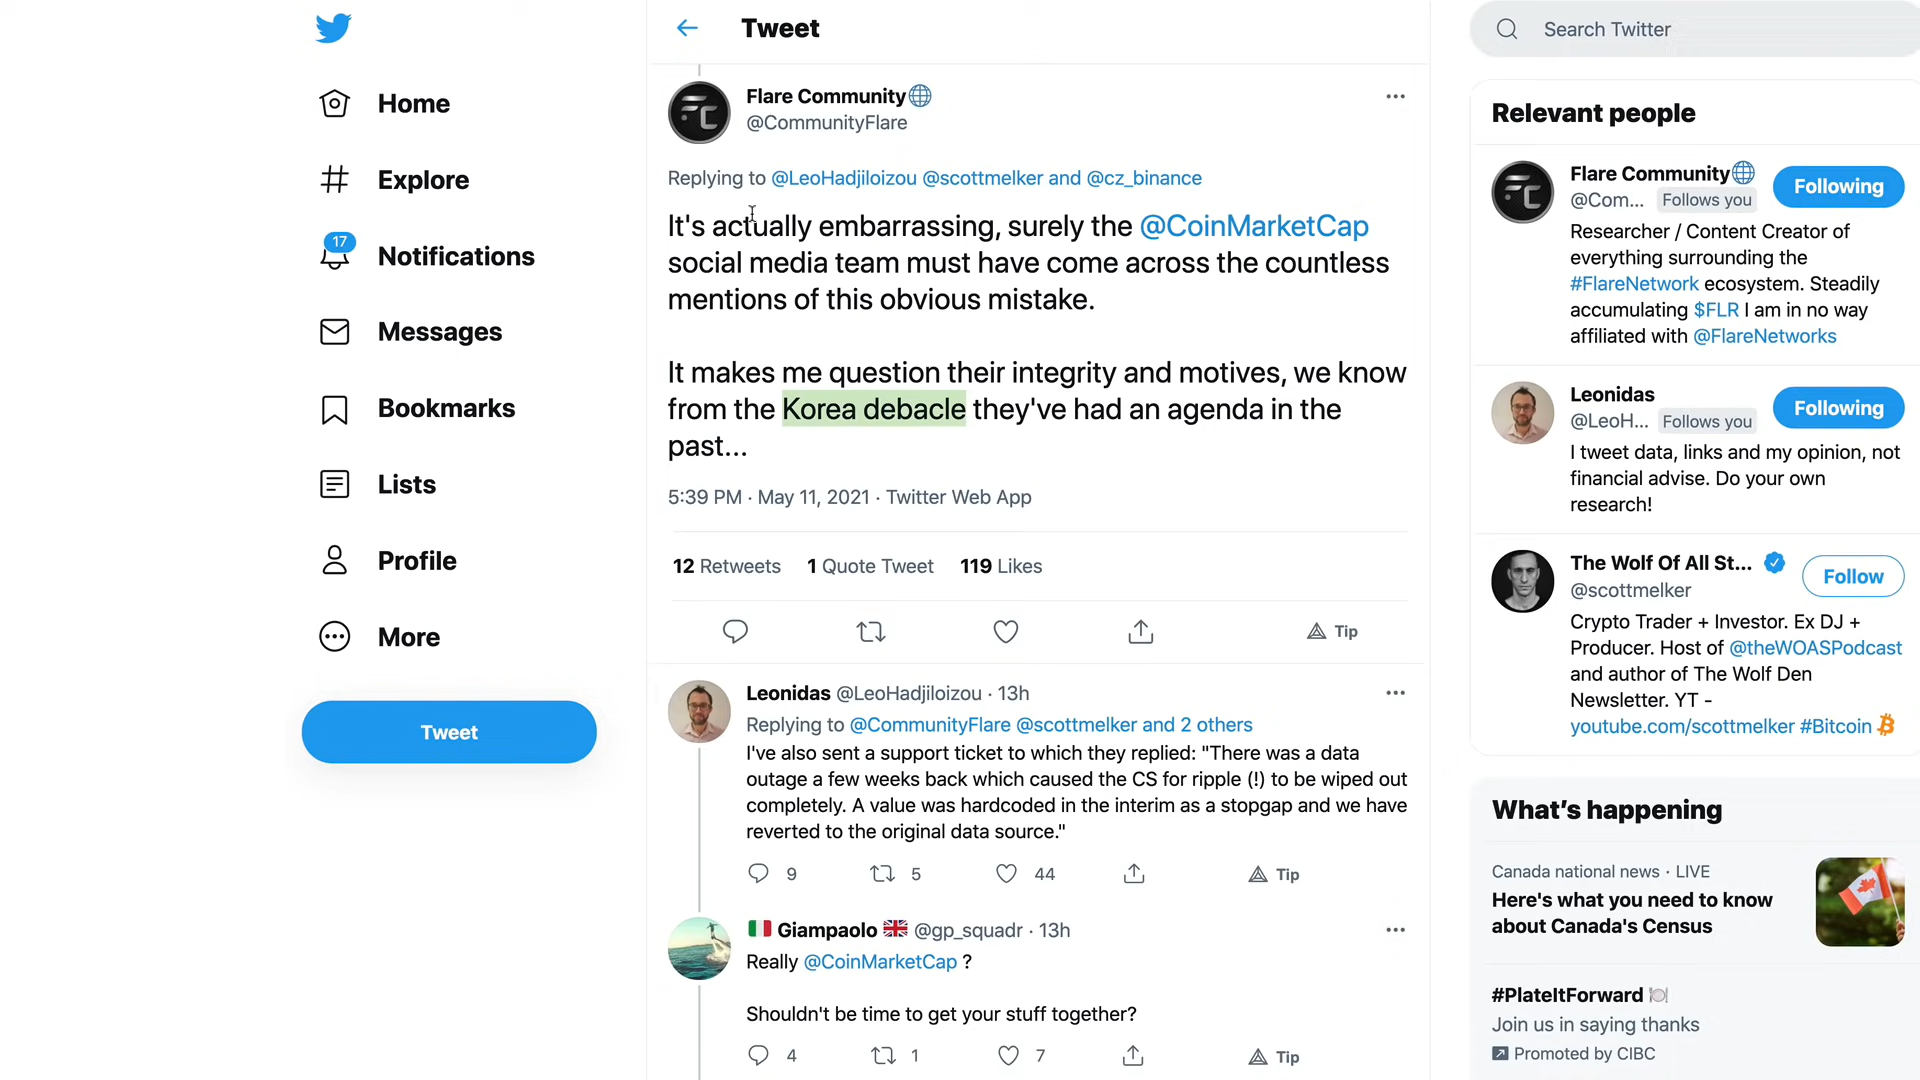 Home
Explore
17
Notifications
Messages
Bookmarks
Lists
Profile
More
Tweet
Tweet
Flare Community
@CommunityFlare
Replying to @LeoHadjiloizou @scottmelker and @cz_binance
It's actually embarrassing, surely the @CoinMarketCap
social media team must have come across the countless
mentions of this obvious mistake.
It makes me question their integrity and motives, we know
from the Korea debacle they've had an agenda in the
past...
5:39 PM · May 11, 2021 · Twitter Web App
12 Retweets 1 Quote Tweet 119 Likes
Tip
Leonidas @LeoHadjiloizou · 13h
Replying to @CommunityFlare @scottmelker and 2 others
I've also sent a support ticket to which they replied: "There was a data
outage a few weeks back which caused the CS for ripple (!) to be wiped out
completely. A value was hardcoded in the interim as a stopgap and we have
reverted to the original data source."
9 5 44 Tip
Giampaolo @gp_squadr · 13h
Really @CoinMarketCap ?
Shouldn't be time to get your stuff together?
4 1 7 Tip
Search Twitter
Relevant people
Flare Community
@Com... Follows you
Following
Researcher / Content Creator of
everything surrounding the
#FlareNetwork ecosystem. Steadily
accumulating $FLR I am in no way
affiliated with @FlareNetworks
Leonidas
@LeoH... Follows you
Following
I tweet data, links and my opinion, not
financial advise. Do your own
research!
The Wolf Of All St...
@scottmelker
Follow
Crypto Trader + Investor. Ex DJ +
Producer. Host of @theWOASPodcast
and author of The Wolf Den
Newsletter. YT -
youtube.com/scottmelker #Bitcoin
What's happening
Canada national news · LIVE
Here's what you need to know
about Canada's Census
#PlateItForward
Join us in saying thanks
Promoted by CIBC